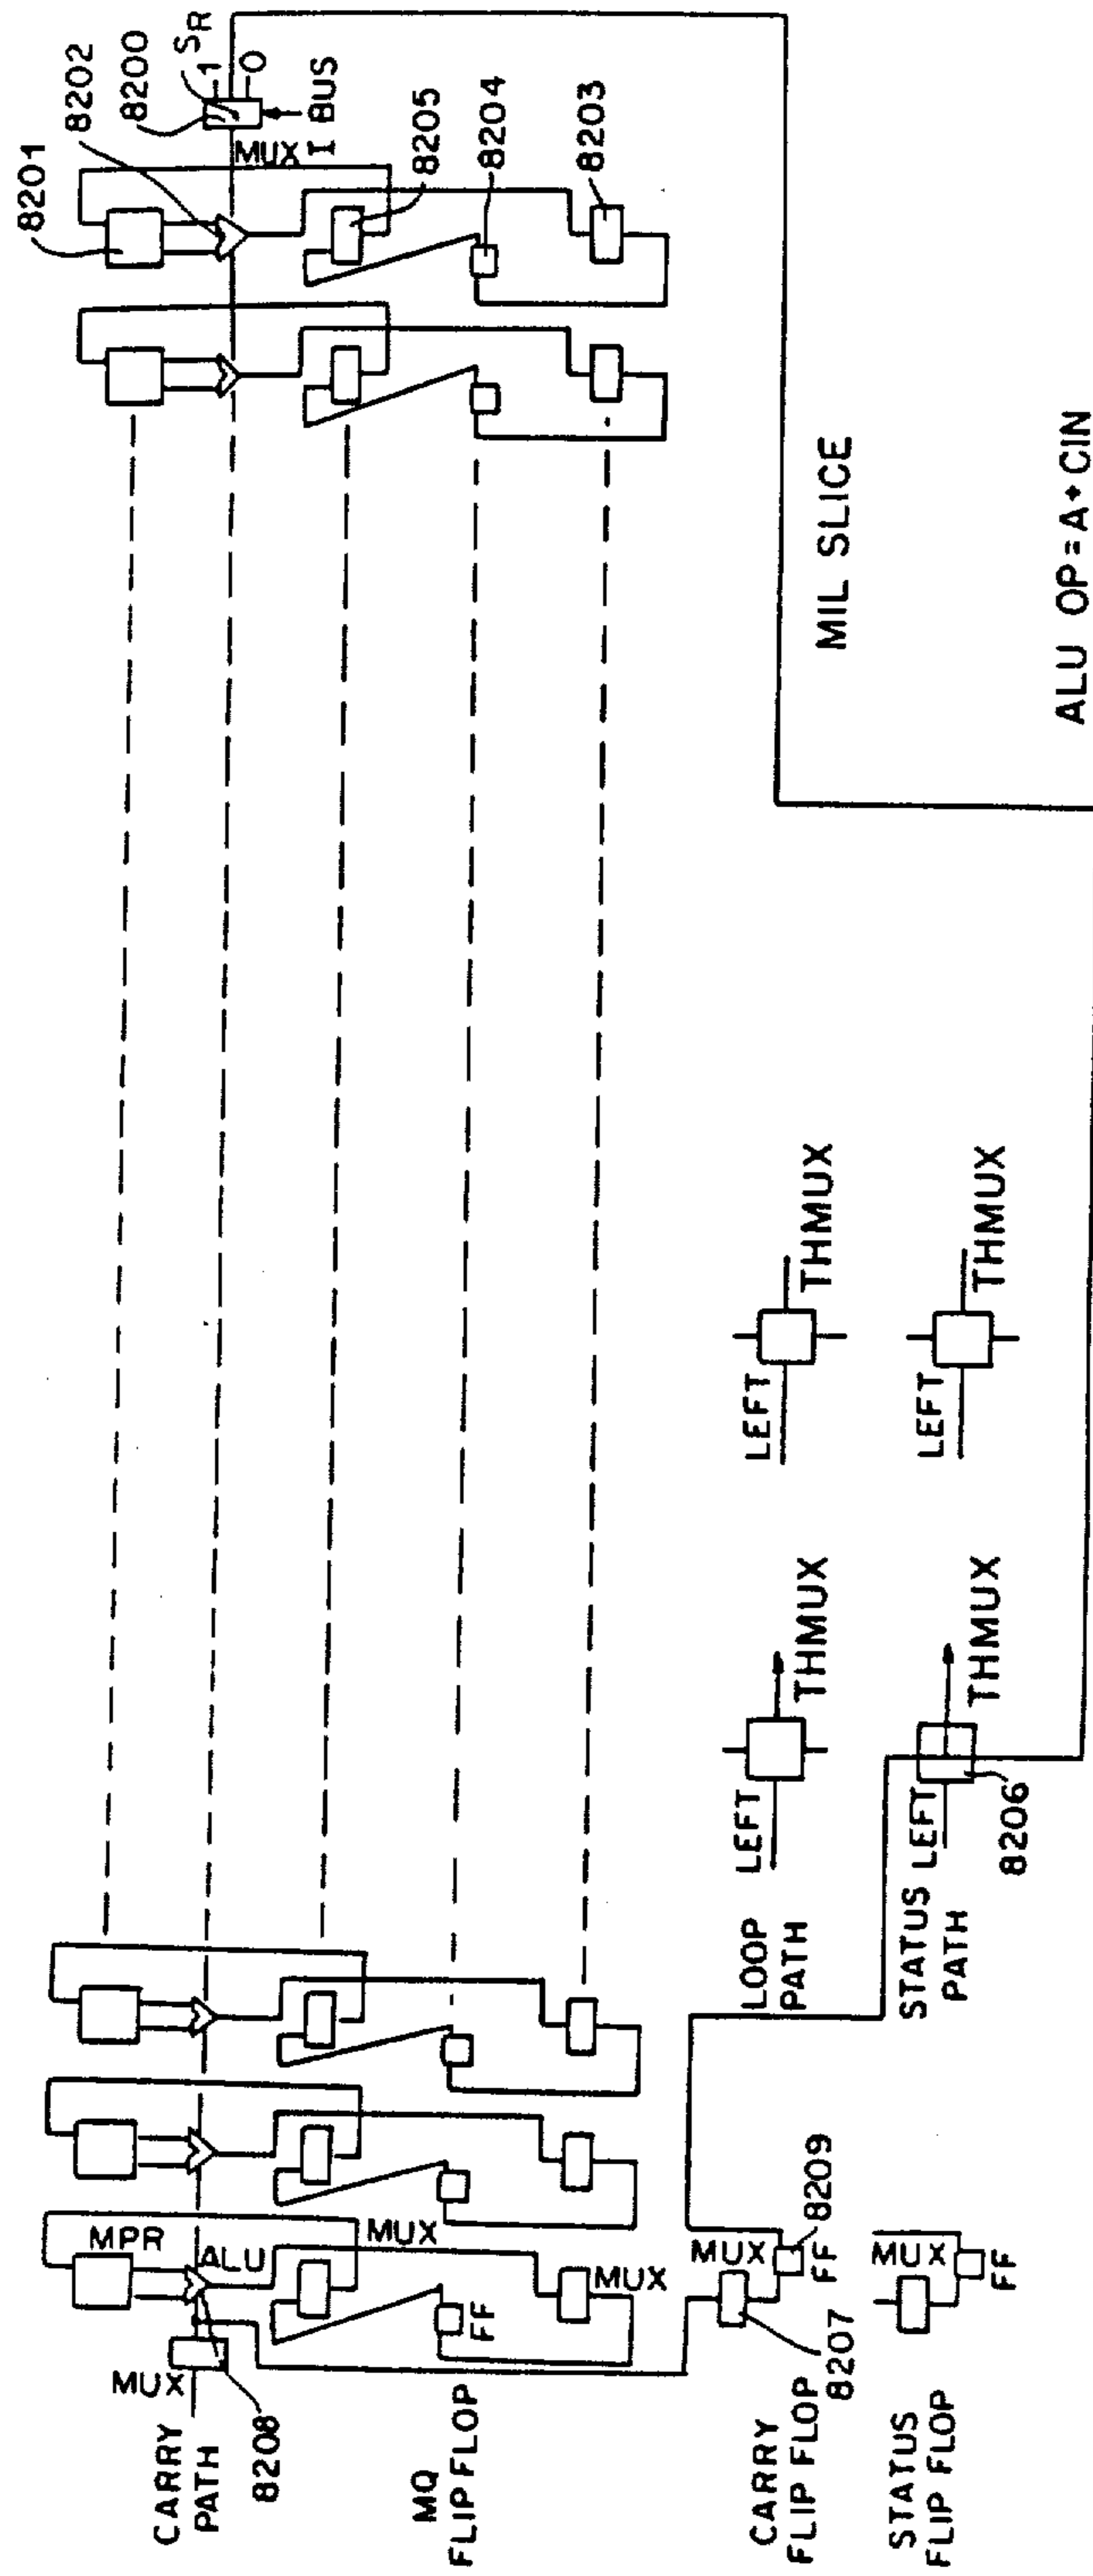 8201
8202
8200
SR
1
0
MUX
I BUS
8205
8204
8203
MIL SLICE
ALU OP = A + CIN
LEFT
THMUX
LEFT
THMUX
LEFT
THMUX
LEFT
THMUX
8206
LOOP
PATH
STATUS
PATH
MPR
ALU
MUX
MUX
FF
MUX
8208
CARRY
PATH
MQ
FLIP FLOP
MUX
FF
8209
8207
CARRY
FLIP FLOP
MUX
FF
STATUS
FLIP FLOP